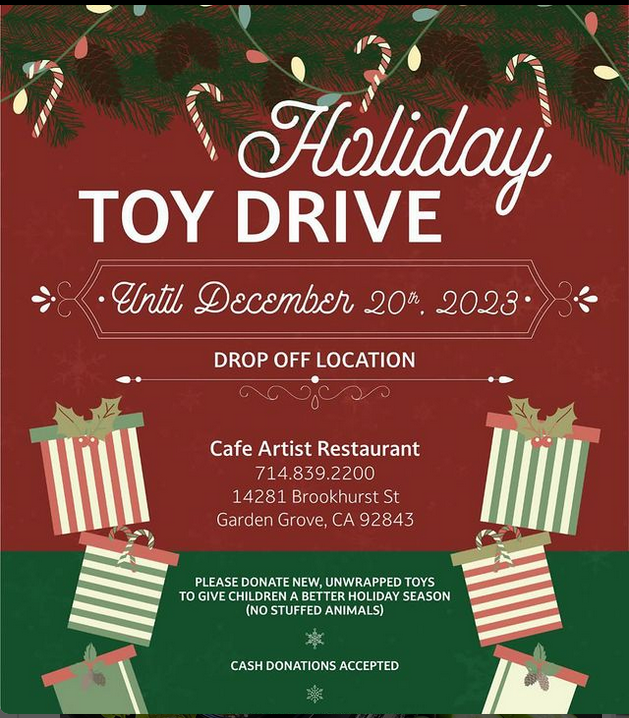 Holiday
TOY DRIVE
Until December 20th, 2023
DROP OFF LOCATION
Cafe Artist Restaurant
714.839.2200
14281 Brookhurst St
Garden Grove, CA 92843
PLEASE DONATE NEW, UNWRAPPED TOYS
TO GIVE CHILDREN A BETTER HOLIDAY SEASON
(NO STUFFED ANIMALS)
CASH DONATIONS ACCEPTED